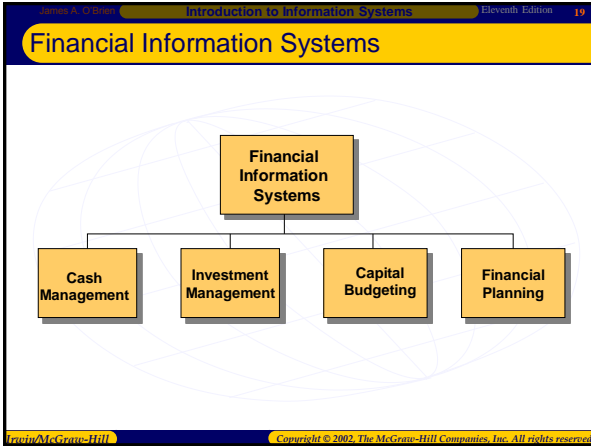 James A. O'Brien Introduction to Information Systems Eleventh Edition 19
Financial Information Systems
Financial
Information
Systems
Cash
Management
Investment
Management
Capital
Budgeting
Financial
Planning
Irwin/McGraw-Hill Copyright © 2002, The McGraw-Hill Companies, Inc. All rights reserved